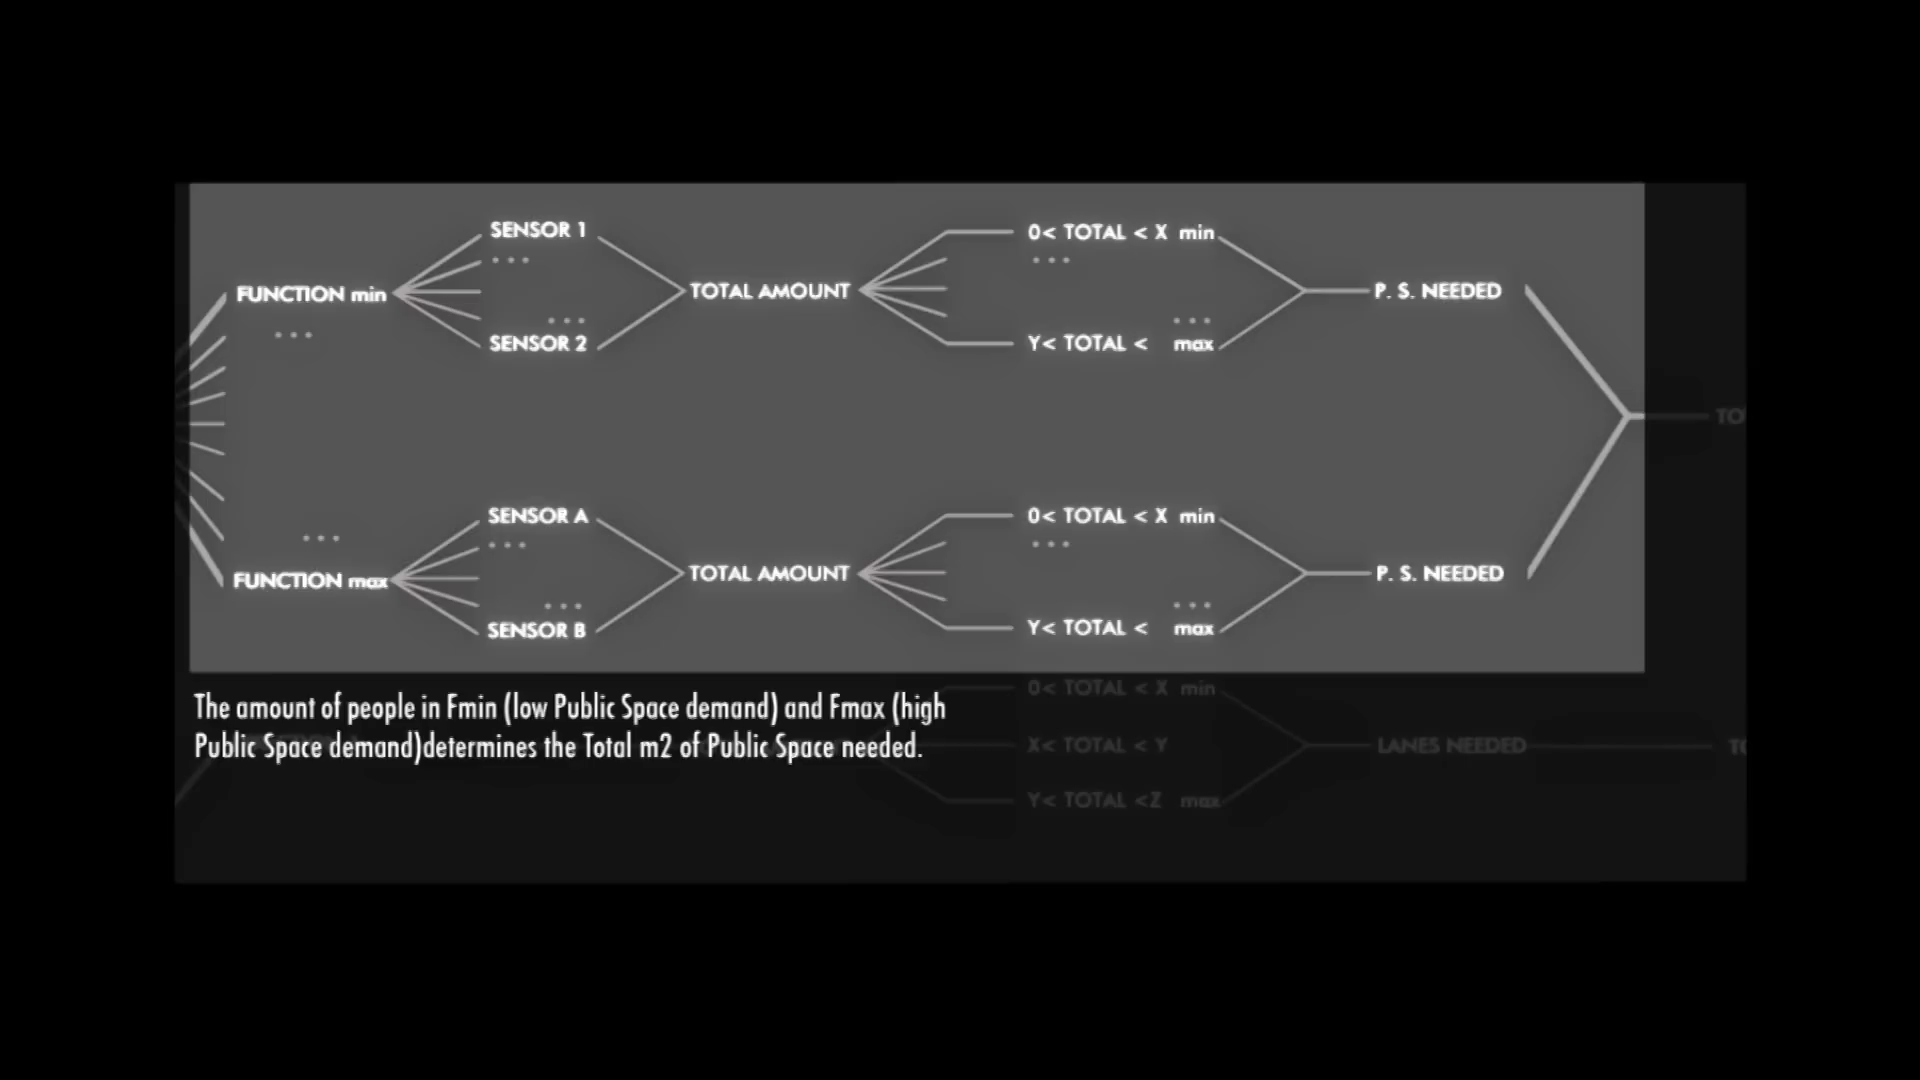 SENSOR 1
0< TOTAL < X min
...
...
FUNCTION min
TOTAL AMOUNT
P. S. NEEDED
...
...
...
SENSOR 2
Y< TOTAL < max
SENSOR A
0< TOTAL < X min
...
...
...
FUNCTION max
TOTAL AMOUNT
P. S. NEEDED
...
...
SENSOR B
Y< TOTAL < max
The amount of people in Fmin (low Public Space demand) and Fmax (high
Public Space demand)determines the Total m2 of Public Space needed.
0< TOTAL < X min
X< TOTAL < Y
LANES NEEDED
Y< TOTAL <Z max